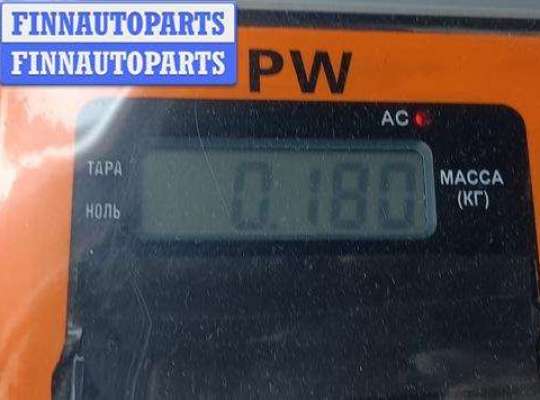 FINNAUTOPARTS
FINNAUTOPARTS
PW
AC
ТАРА
0.180
МАССА
(КГ)
НОЛЬ